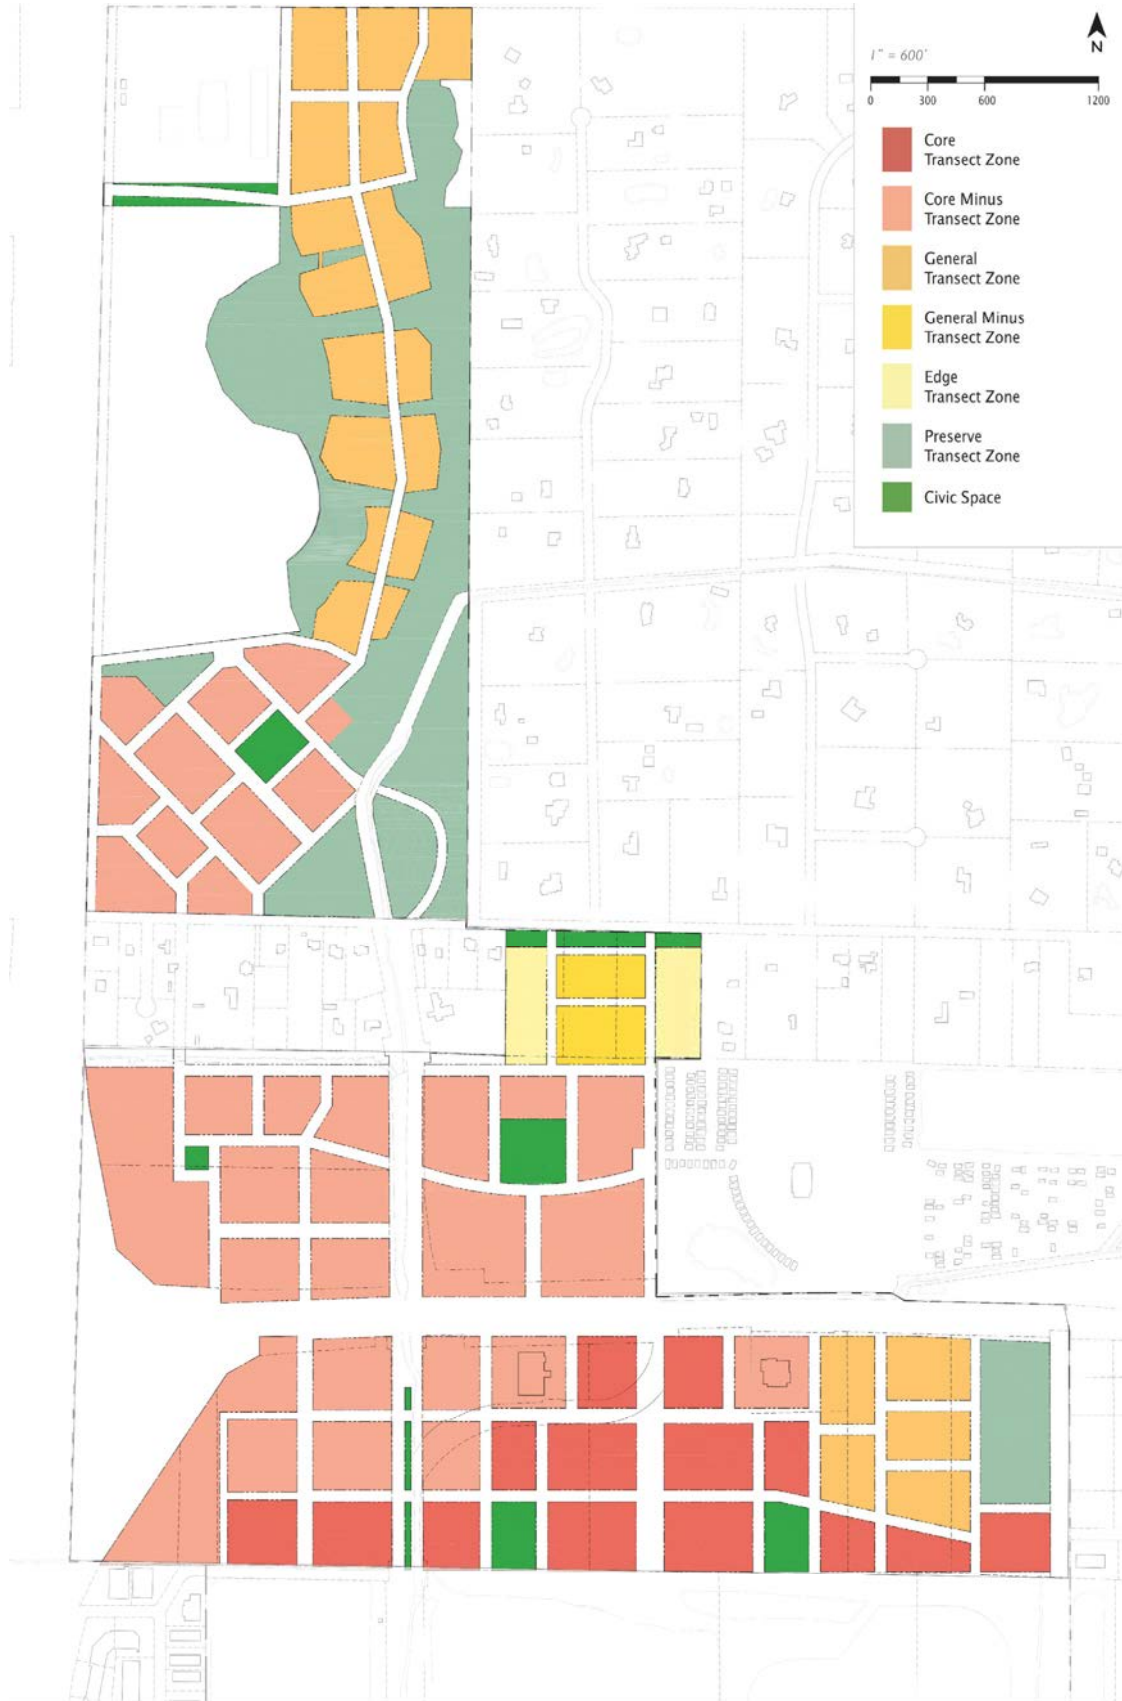 N
1" = 600'
0 300 600 1200
Core
Transect Zone
Core Minus
Transect Zone
General
Transect Zone
General Minus
Transect Zone
Edge
Transect Zone
Preserve
Transect Zone
Civic Space